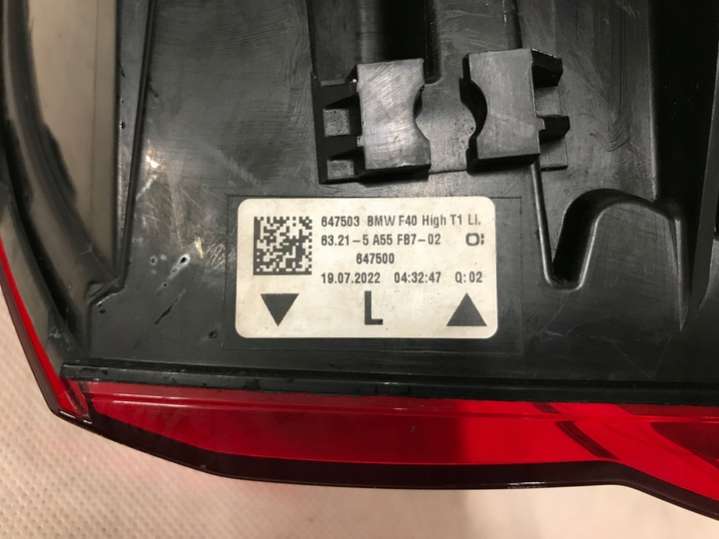 647503 BMW F40 High T1 LI.
63.21-5 A55 FB7-02
647500
19.07.2022 04:32:47 Q:02
L